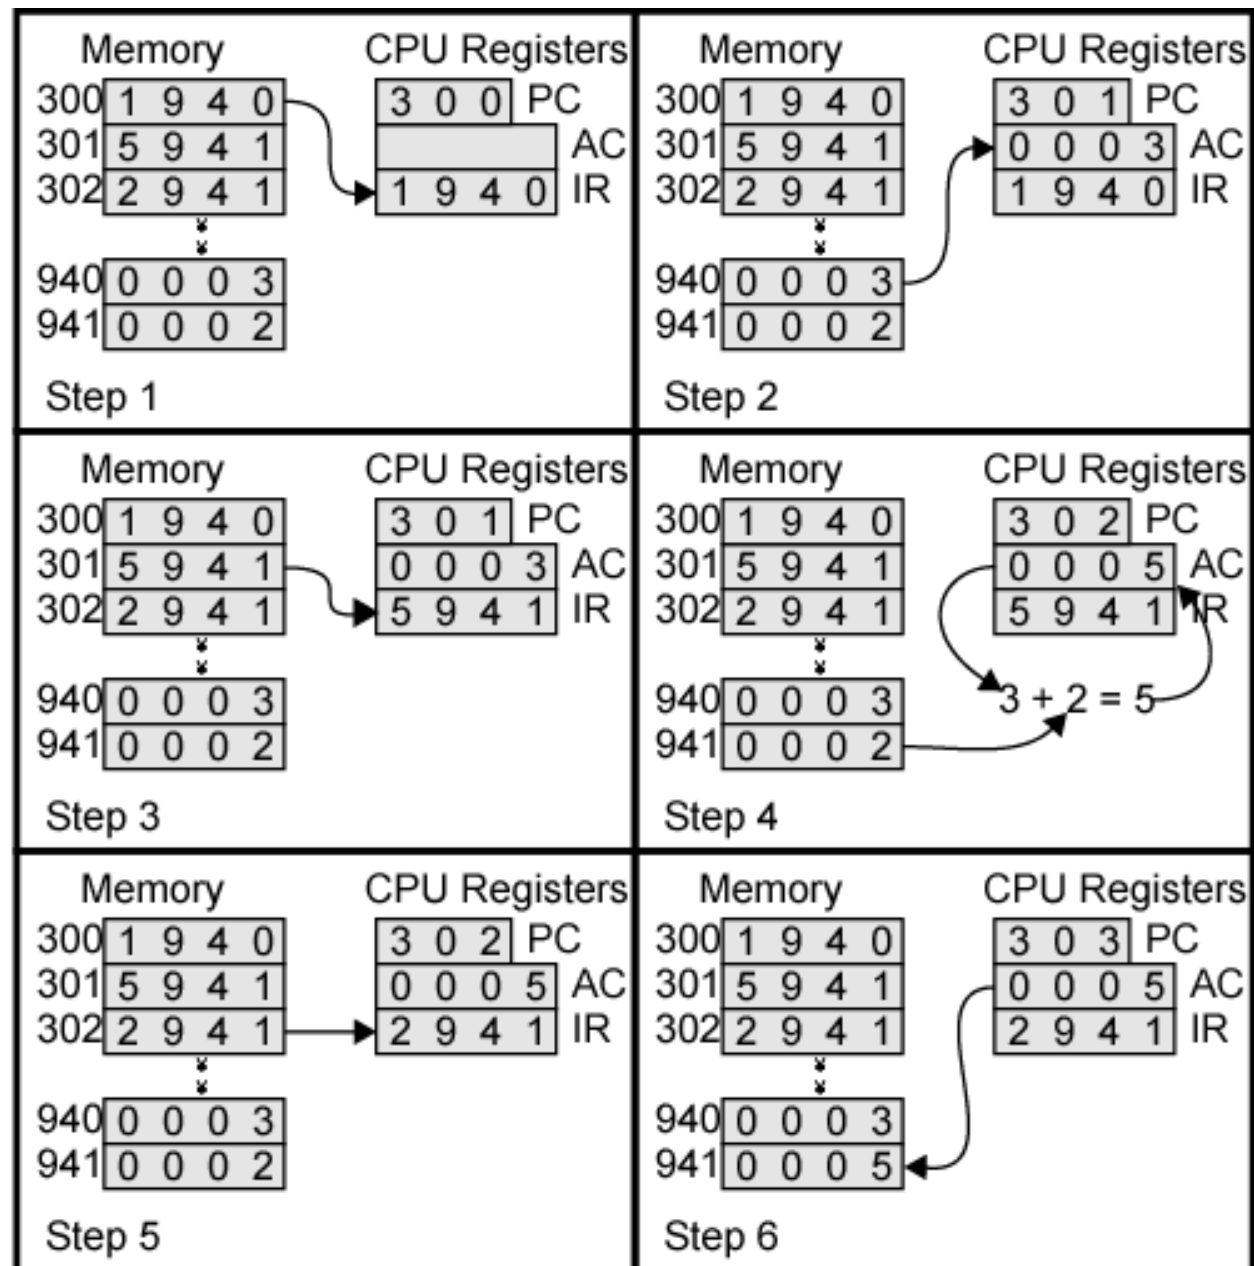 Memory CPU Registers
300 1 9 4 0 3 0 0 PC
301 5 9 4 1 AC
302 2 9 4 1 1 9 4 0 IR
940 0 0 0 3
941 0 0 0 2
Step 1
Memory CPU Registers
300 1 9 4 0 3 0 1 PC
301 5 9 4 1 0 0 0 3 AC
302 2 9 4 1 1 9 4 0 IR
940 0 0 0 3
941 0 0 0 2
Step 2
Memory CPU Registers
300 1 9 4 0 3 0 1 PC
301 5 9 4 1 0 0 0 3 AC
302 2 9 4 1 5 9 4 1 IR
940 0 0 0 3
941 0 0 0 2
Step 3
Memory CPU Registers
300 1 9 4 0 3 0 2 PC
301 5 9 4 1 0 0 0 5 AC
302 2 9 4 1 5 9 4 1 IR
940 0 0 0 3 3 + 2 = 5
941 0 0 0 2
Step 4
Memory CPU Registers
300 1 9 4 0 3 0 2 PC
301 5 9 4 1 0 0 0 5 AC
302 2 9 4 1 2 9 4 1 IR
940 0 0 0 3
941 0 0 0 2
Step 5
Memory CPU Registers
300 1 9 4 0 3 0 3 PC
301 5 9 4 1 0 0 0 5 AC
302 2 9 4 1 2 9 4 1 IR
940 0 0 0 3
941 0 0 0 5
Step 6